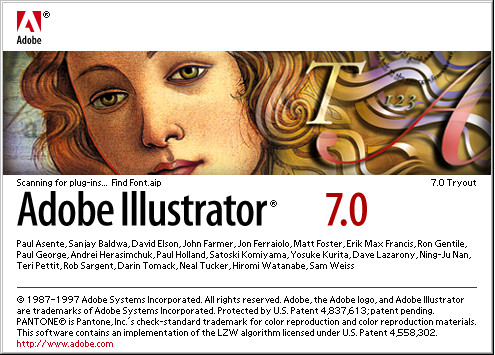 Adobe®
T
1 2 3
A
Scanning for plug-ins... Find Font.aip 7.0 Tryout
Adobe Illustrator® 7.0
Paul Asente, Sanjay Baldwa, David Elson, John Farmer, Jon Ferraiolo, Matt Foster, Erik Max Francis, Ron Gentile,
Paul George, Andrei Herasimchuk, Paul Holland, Satoski Komiyama, Yosuke Kurita, Dave Lazarony, Ning-Ju Nan,
Teri Pettit, Rob Sargent, Darin Tomack, Neal Tucker, Hiromi Watanabe, Sam Weiss
© 1987-1997 Adobe Systems Incorporated. All rights reserved. Adobe, the Adobe logo, and Adobe Illustrator
are trademarks of Adobe Systems Incorporated. Protected by U.S. Patent 4,837,613; patent pending.
PANTONE® is Pantone, Inc.´s check-standard trademark for color reproduction and color reproduction materials.
This software contains an implementation of the LZW algorithm licensed under U.S. Patent 4,558,302.
http://www.adobe.com